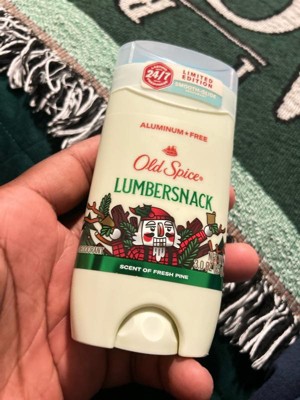 24/7
LIMITED
EDITION
ALUMINUM • FREE
Old Spice
LUMBERSNACK
SCENT OF FRESH PINE